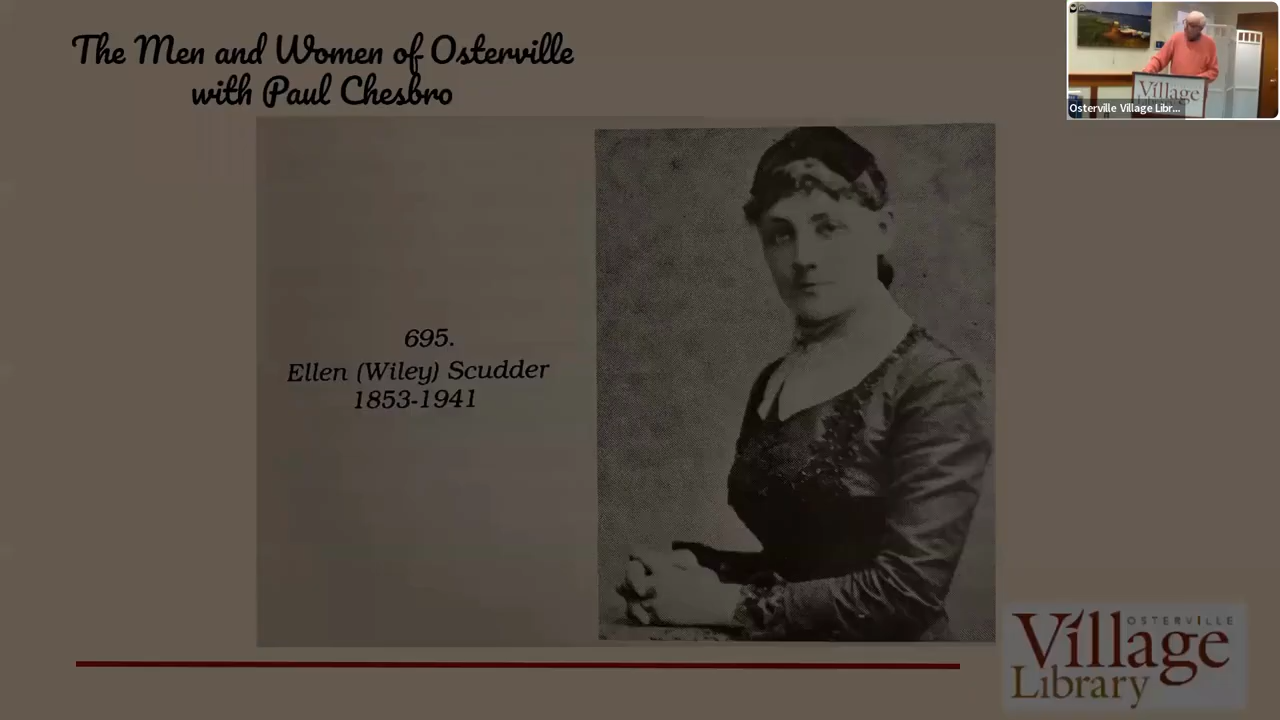 The Men and Women of Osterville
with Paul Chesbro
Village
Osterville Village Libr...
695.
Ellen (Wiley) Scudder
1853-1941
OSTERVILLE
Village
Library